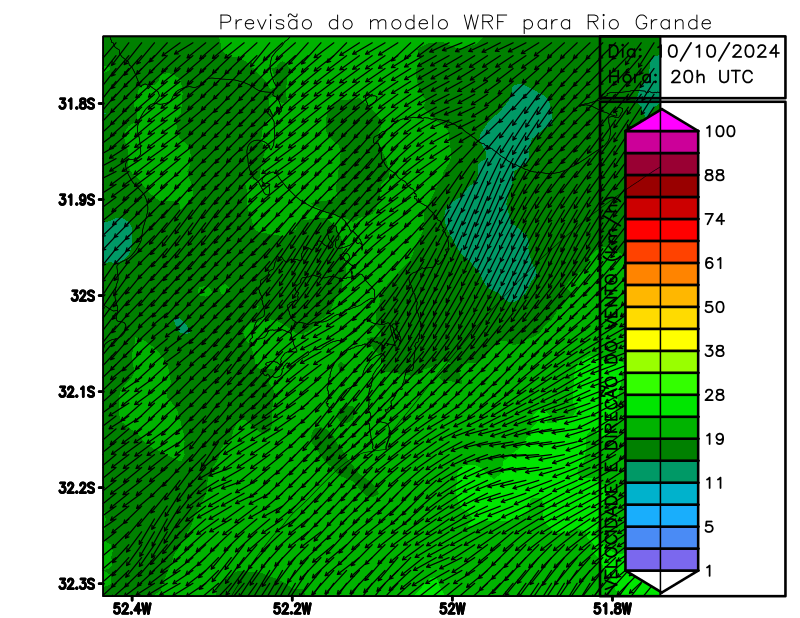 Previsão do modelo WRF para Rio Grande
Dia: 10/10/2024
Hora: 20h UTC
31.8S
31.9S
32S
32.1S
32.2S
32.3S
52.4W
52.2W
52W
51.8W
VELOCIDADE E DIREÇÃO DO VENTO (km/h)
100
88
74
61
50
38
28
19
11
5
1